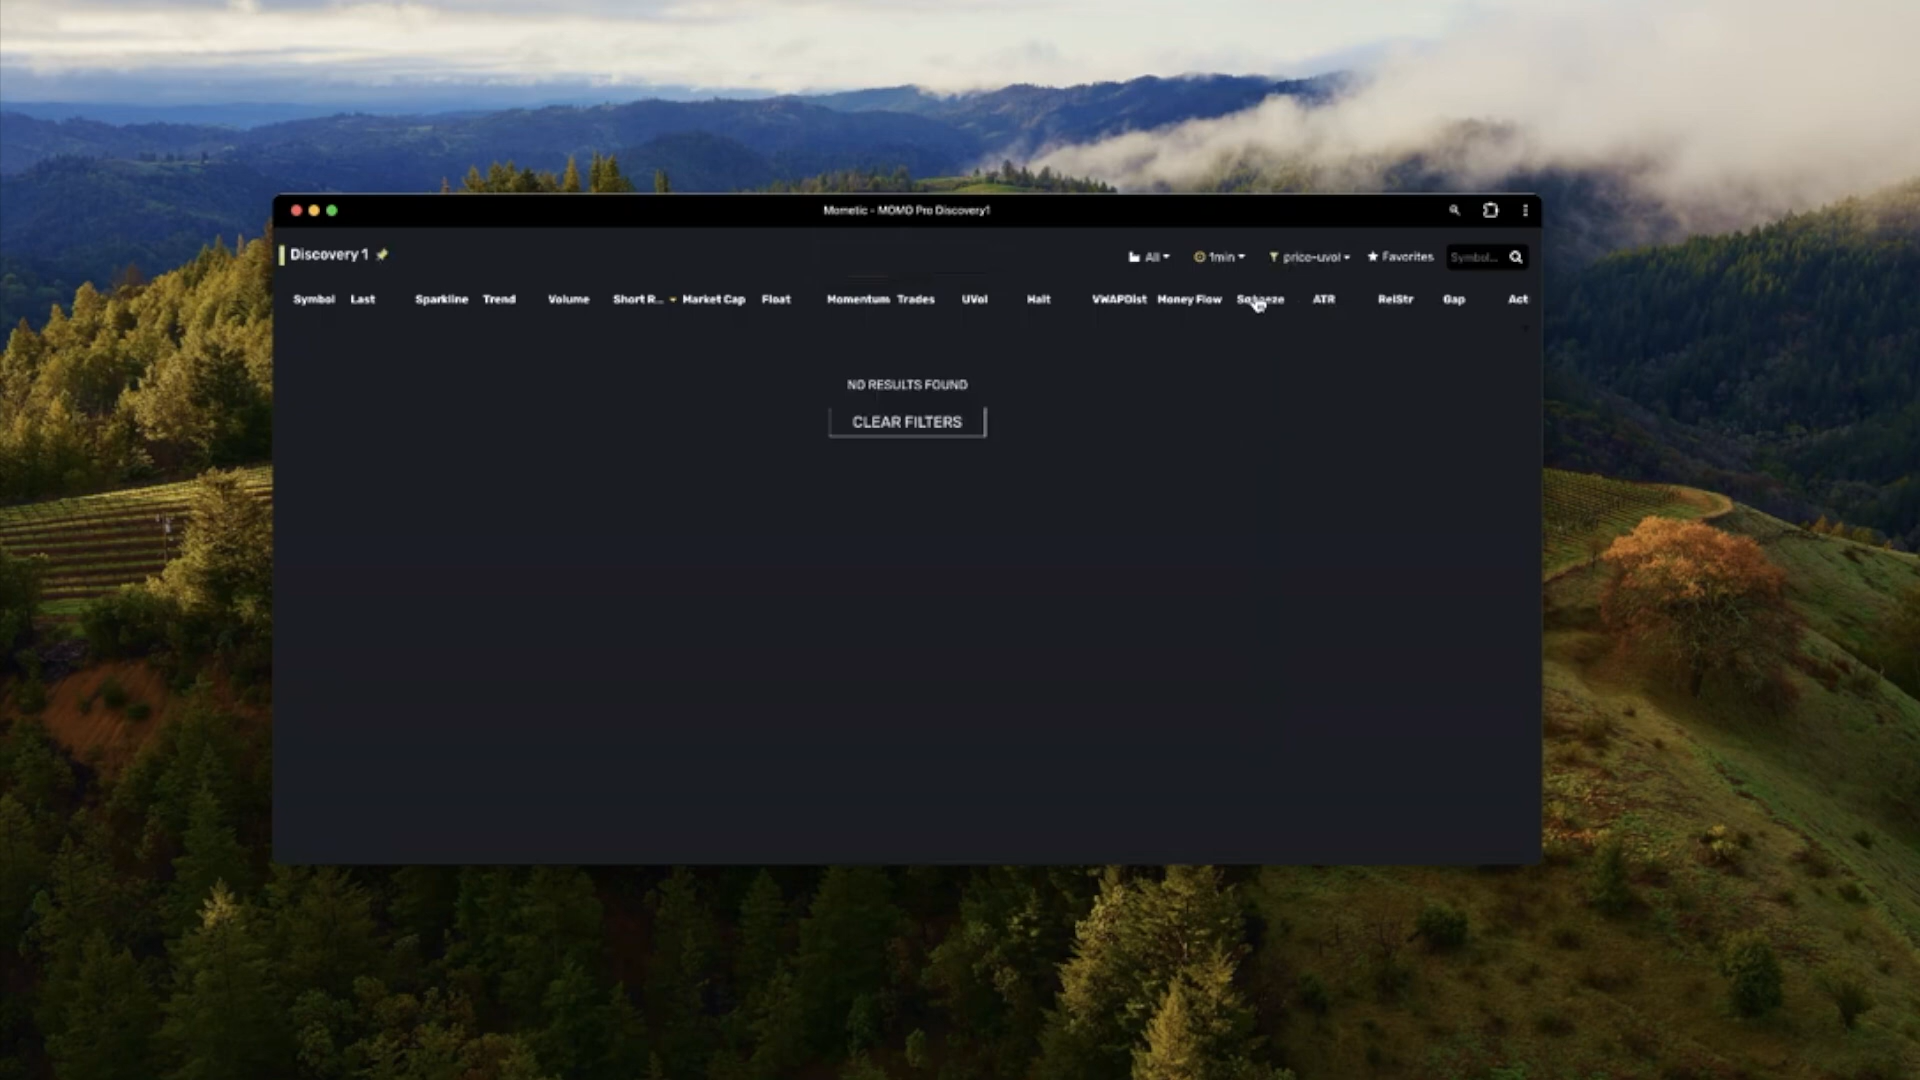 Mometic - MOMO Pro Discovery1
Discovery 1 All 1min price-uvol Favorites Symbol...
Symbol Last Sparkline Trend Volume Short R... Market Cap Float Momentum Trades UVol Halt VWAPDist Money Flow Squeeze ATR RelStr Gap Act
NO RESULTS FOUND
CLEAR FILTERS